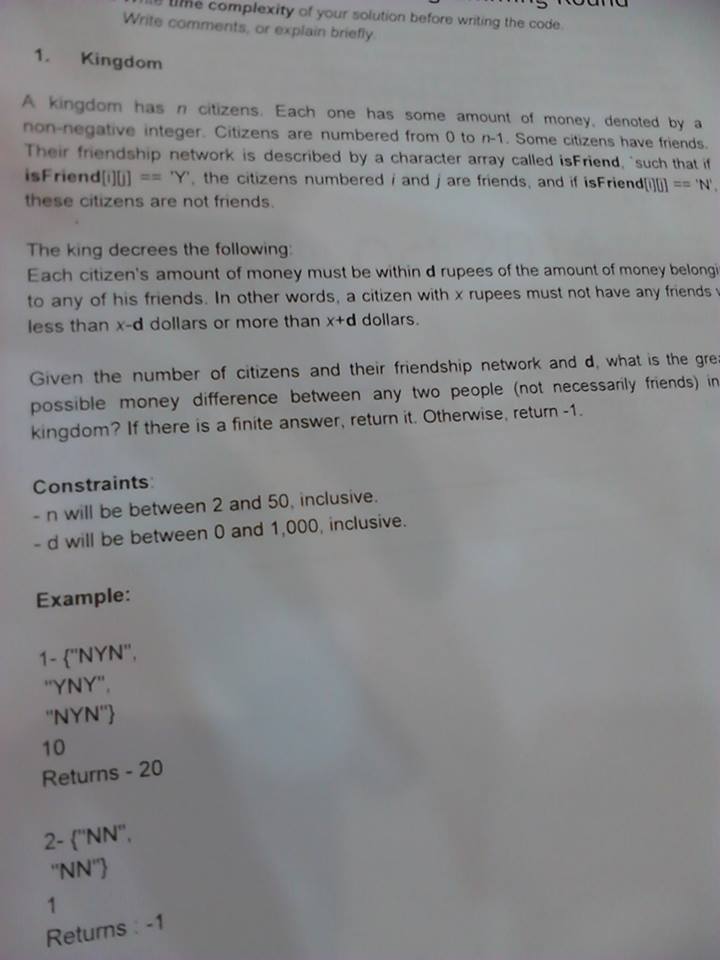 time complexity of your solution before writing the code.
Write comments, or explain briefly.
1. Kingdom
A kingdom has n citizens. Each one has some amount of money, denoted by a
non-negative integer. Citizens are numbered from 0 to n-1. Some citizens have friends.
Their friendship network is described by a character array called isFriend, `such that if
isFriend[i][j] == 'Y', the citizens numbered i and j are friends, and if isFriend[i][j] == 'N',
these citizens are not friends.
The king decrees the following:
Each citizen's amount of money must be within d rupees of the amount of money belongi
to any of his friends. In other words, a citizen with x rupees must not have any friends
less than x-d dollars or more than x+d dollars.
Given the number of citizens and their friendship network and d, what is the grea
possible money difference between any two people (not necessarily friends) in
kingdom? If there is a finite answer, return it. Otherwise, return -1.
Constraints:
- n will be between 2 and 50, inclusive.
- d will be between 0 and 1,000, inclusive.
Example:
1- {"NYN",
"YNY",
"NYN"}
10
Returns - 20
2- {"NN",
"NN"}
1
Returns : -1